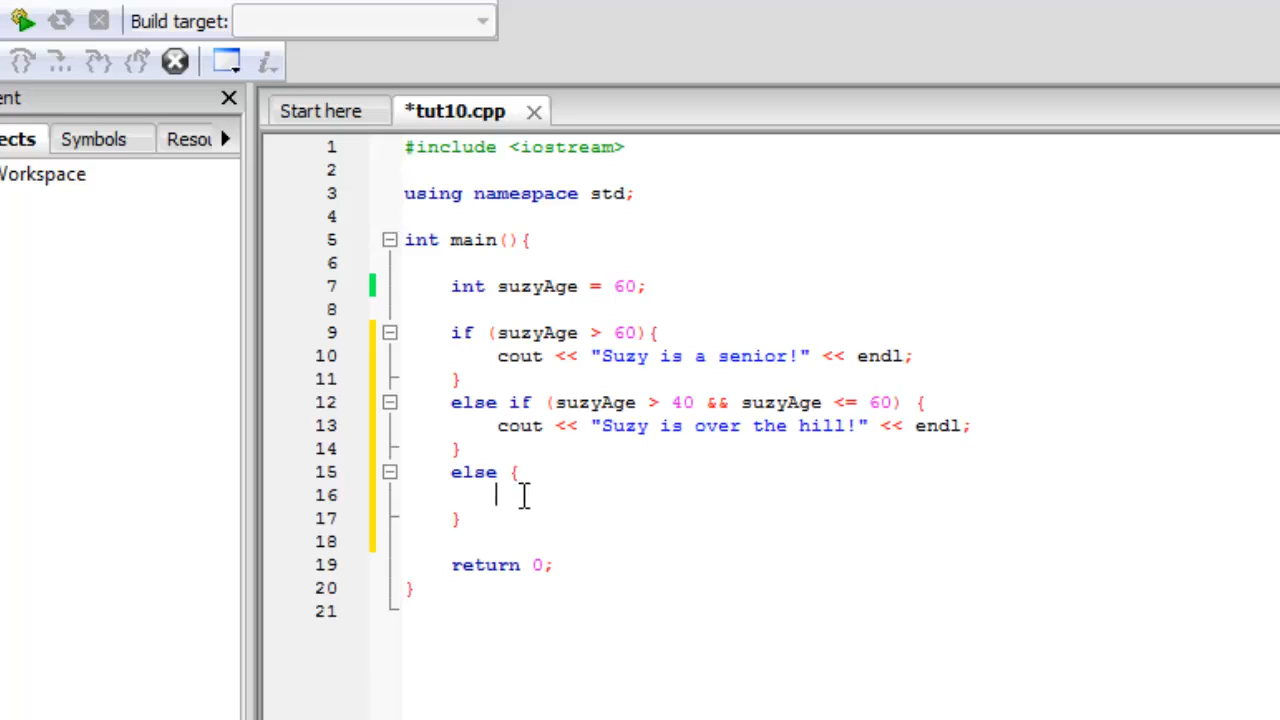 Build target:
ent
Start here
*tut10.cpp
ects
Symbols
Resou
Workspace
1 #include <iostream>
2
3 using namespace std;
4
5 int main(){
6
7 int suzyAge = 60;
8
9 if (suzyAge > 60){
10 cout << "Suzy is a senior!" << endl;
11 }
12 else if (suzyAge > 40 && suzyAge <= 60) {
13 cout << "Suzy is over the hill!" << endl;
14 }
15 else {
16
17 }
18
19 return 0;
20 }
21